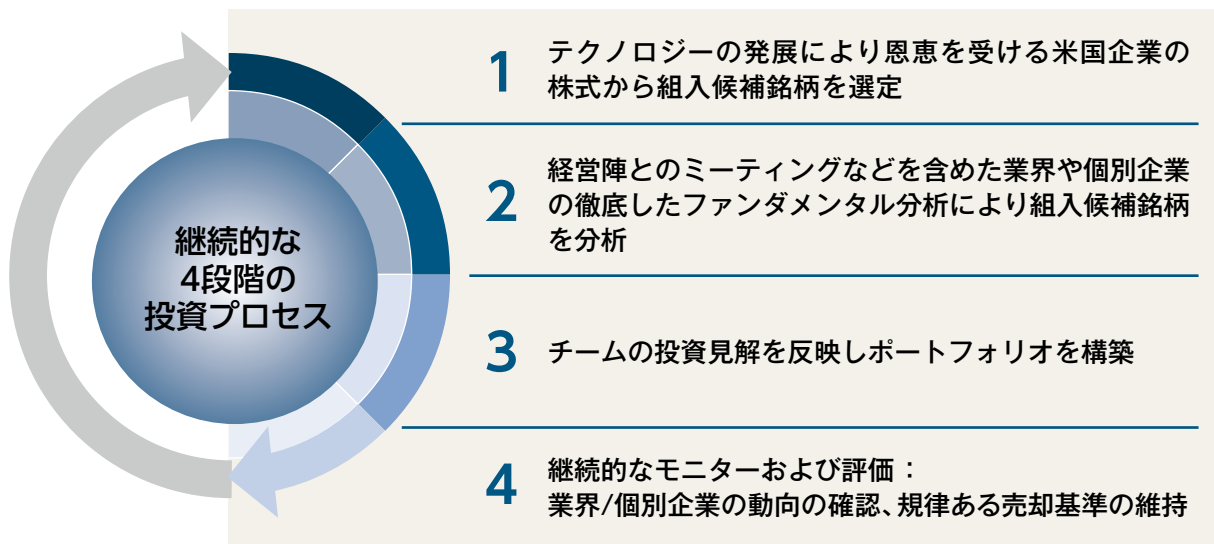 継続的な
4段階の
投資プロセス
1
テクノロジーの発展により恩恵を受ける米国企業の
株式から組入候補銘柄を選定
2
経営陣とのミーティングなどを含めた業界や個別企業
の徹底したファンダメンタル分析により組入候補銘柄
を分析
3
チームの投資見解を反映しポートフォリオを構築
4
継続的なモニターおよび評価：
業界/個別企業の動向の確認、規律ある売却基準の維持